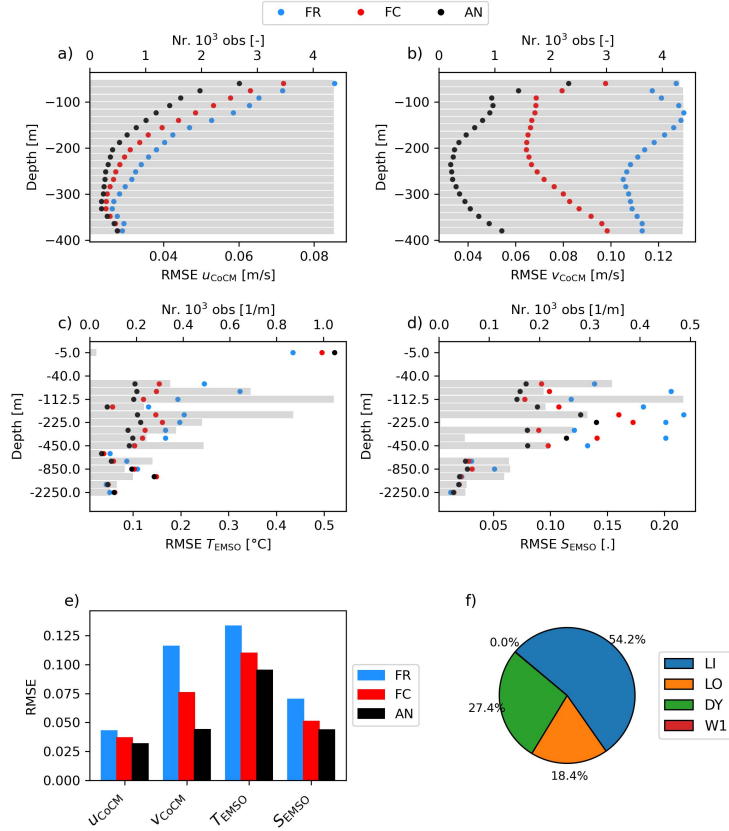 FR FC AN
a) Nr. 10³ obs [-]
0 1 2 3 4
Depth [m]
−100
−200
−300
−400
0.04 0.06 0.08
RMSE uCoCM [m/s]
b) Nr. 10³ obs [-]
0 1 2 3 4
Depth [m]
−100
−200
−300
−400
0.04 0.06 0.08 0.10 0.12
RMSE vCoCM [m/s]
c) Nr. 10³ obs [1/m]
0.0 0.2 0.4 0.6 0.8 1.0
Depth [m]
-5.0
-40.0
-112.5
-225.0
-450.0
-850.0
-2250.0
0.1 0.2 0.3 0.4 0.5
RMSE TEMSO [°C]
d) Nr. 10³ obs [1/m]
0.0 0.1 0.2 0.3 0.4 0.5
Depth [m]
-5.0
-40.0
-112.5
-225.0
-450.0
-850.0
-2250.0
0.05 0.10 0.15 0.20
RMSE SEMSO [.]
e)
RMSE
0.125
0.100
0.075
0.050
0.025
0.000
uCoCM vCoCM TEMSO SEMSO
FR
FC
AN
f)
54.2%
0.0%
27.4%
18.4%
LI
LO
DY
W1